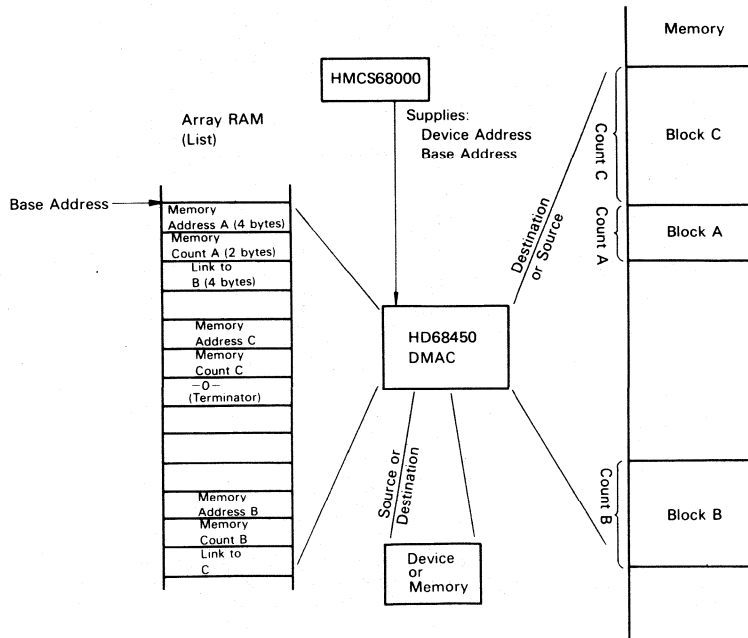 Memory
HMCS68000
Array RAM
(List)
Supplies:
Device Address
Base Address
Base Address
Memory
Address A (4 bytes)
Memory
Count A (2 bytes)
Link to
B (4 bytes)
Memory
Address C
Memory
Count C
—0—
(Terminator)
Memory
Address B
Memory
Count B
Link to
C
HD68450
DMAC
Destination
or Source
Source or
Destination
Device
or
Memory
Count C
Block C
Count A
Block A
Count B
Block B